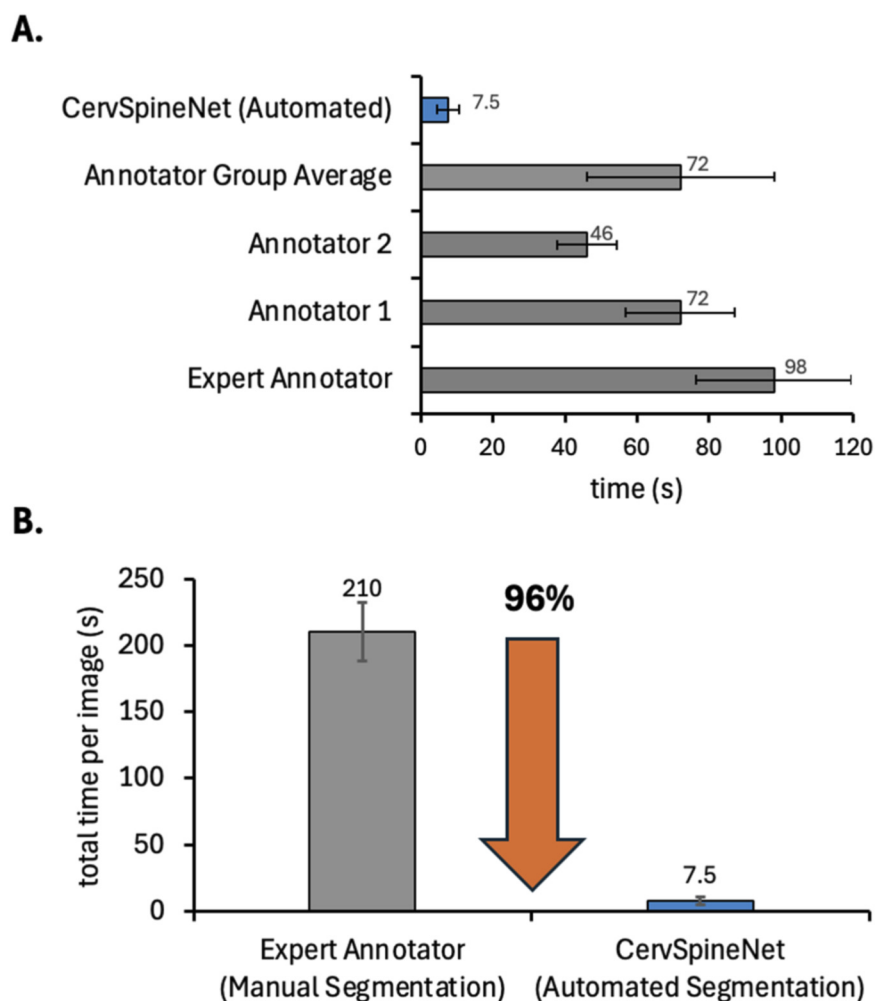 A.
CervSpineNet (Automated)
7.5
Annotator Group Average
72
Annotator 2
46
Annotator 1
72
Expert Annotator
98
0 20 40 60 80 100 120
time (s)
B.
total time per image (s)
250
200
150
100
50
0
210
96%
7.5
Expert Annotator
(Manual Segmentation)
CervSpineNet
(Automated Segmentation)